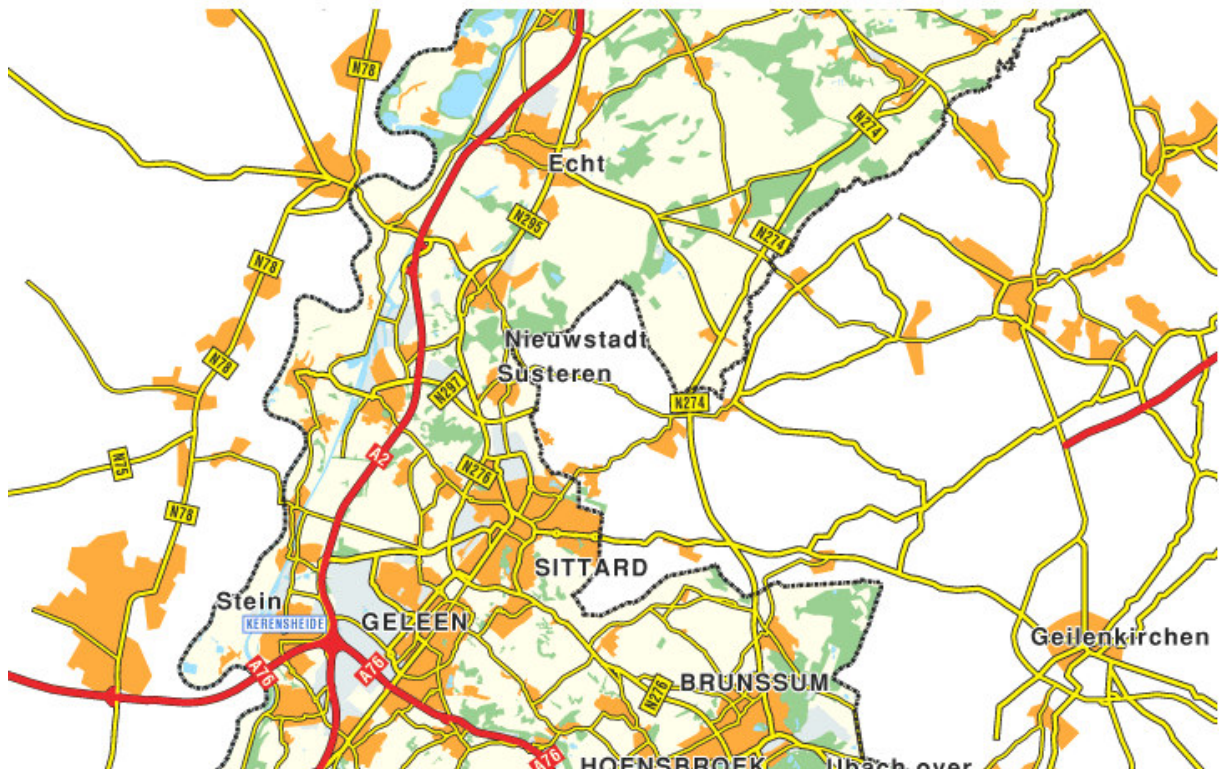 N78
N274
Echt
N295
N274
N78
Nieuwstadt
N78
Susteren
N297
N274
A2
N75
N276
N78
SITTARD
Stein
GELEEN
KERENSHEIDE
Geilenkirchen
A76
A76
BRUNSSUM
N276
A76
HOENSBROEK
Ubach over